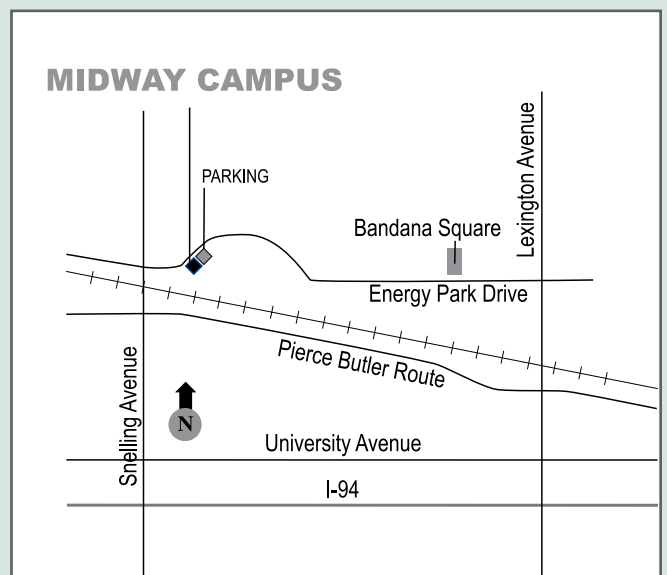 MIDWAY CAMPUS
Lexington Avenue
PARKING
Bandana Square
Energy Park Drive
Pierce Butler Route
Snelling Avenue
N
University Avenue
I-94